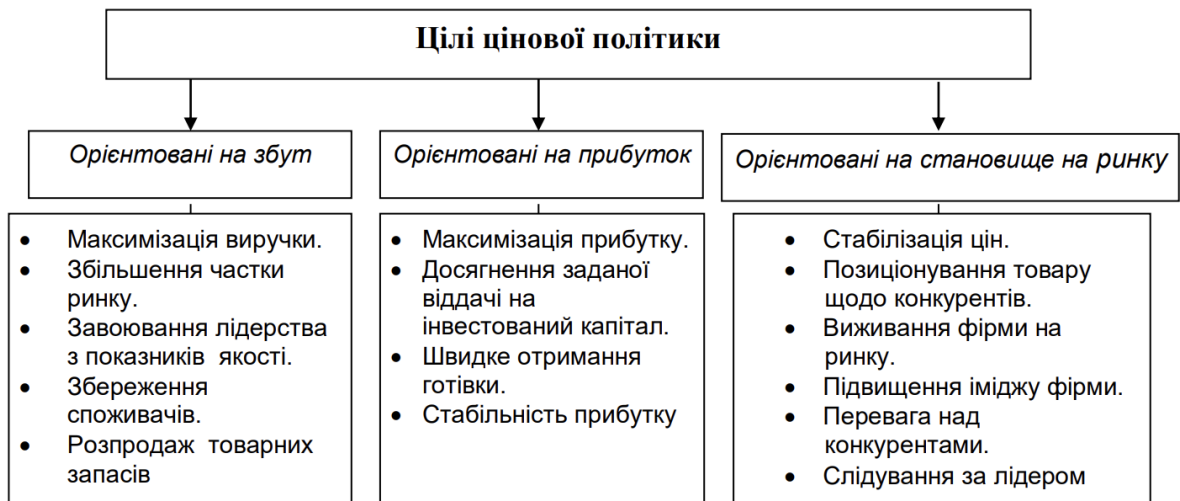 Цілі цінової політики
Орієнтовані на збут
• Максимізація виручки.
• Збільшення частки
ринку.
• Завоювання лідерства
з показників якості.
• Збереження
споживачів.
• Розпродаж товарних
запасів
Орієнтовані на прибуток
• Максимізація прибутку.
• Досягнення заданої
віддачі на
інвестований капітал.
• Швидке отримання
готівки.
• Стабільність прибутку
Орієнтовані на становище на ринку
• Стабілізація цін.
• Позиціонування товару
щодо конкурентів.
• Виживання фірми на
ринку.
• Підвищення іміджу фірми.
• Перевага над
конкурентами.
• Слідування за лідером